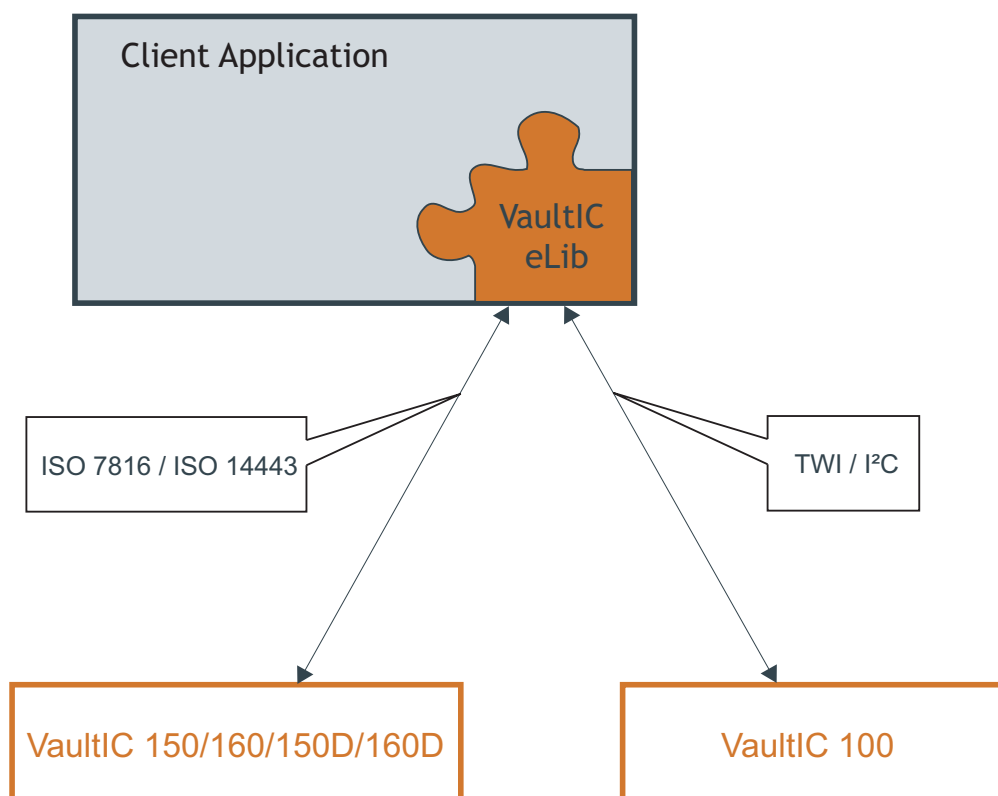 Client Application
VaultIC
eLib
ISO 7816 / ISO 14443
TWI / I²C
VaultIC 150/160/150D/160D
VaultIC 100